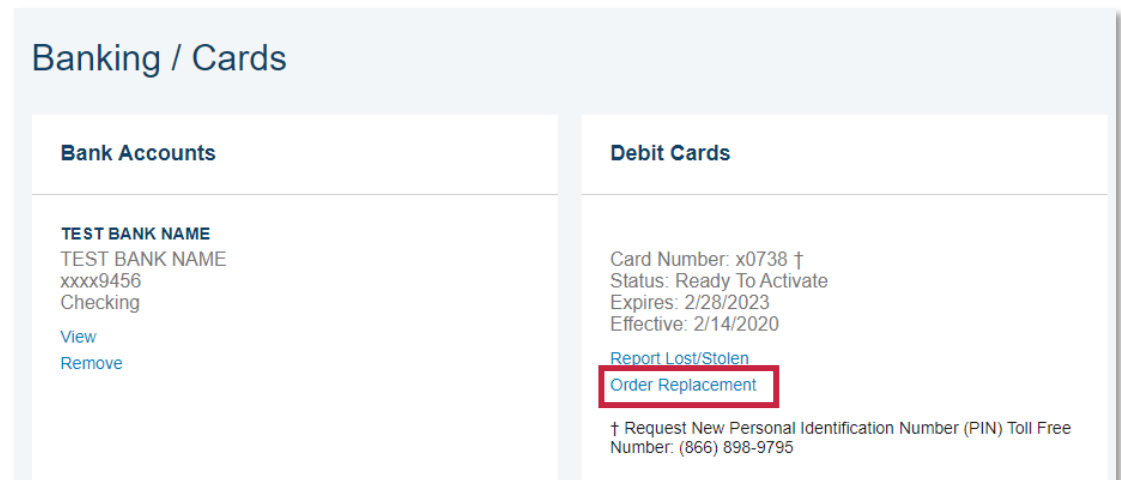 Banking / Cards
Bank Accounts
TEST BANK NAME
TEST BANK NAME
xxxx9456
Checking
View
Remove
Debit Cards
Card Number: x0738 †
Status: Ready To Activate
Expires: 2/28/2023
Effective: 2/14/2020
Report Lost/Stolen
Order Replacement
† Request New Personal Identification Number (PIN) Toll Free
Number: (866) 898-9795